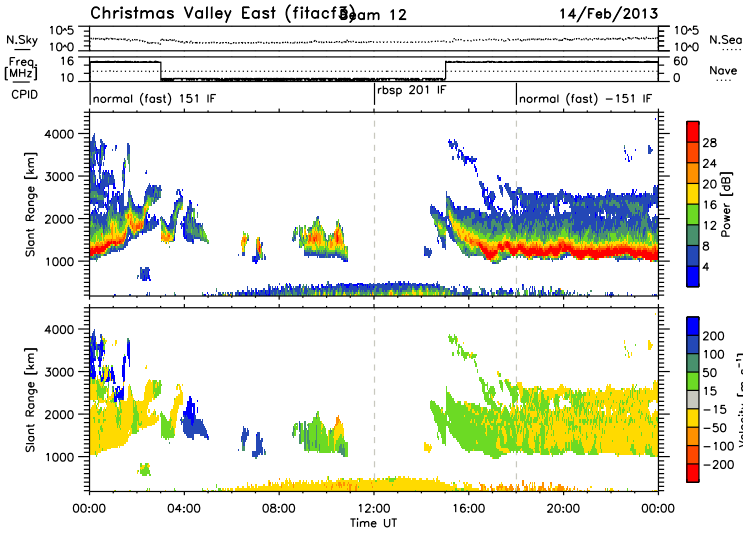 Christmas Valley East (fitacf3) Beam 12 14/Feb/2013
N.Sky 10^5 10^0 10^5 10^0 N.Sea
Freq. [MHz] 16 10 60 0 Nave
CPID normal (fast) 151 IF rbsp 201 IF normal (fast) -151 IF
Slant Range [km]
4000
3000
2000
1000
28
24
20
16
12
8
4
Power [dB]
Slant Range [km]
4000
3000
2000
1000
200
100
50
15
-15
-50
-100
-200
Velocity [m s⁻¹]
00:00 04:00 08:00 12:00 16:00 20:00 00:00
Time UT